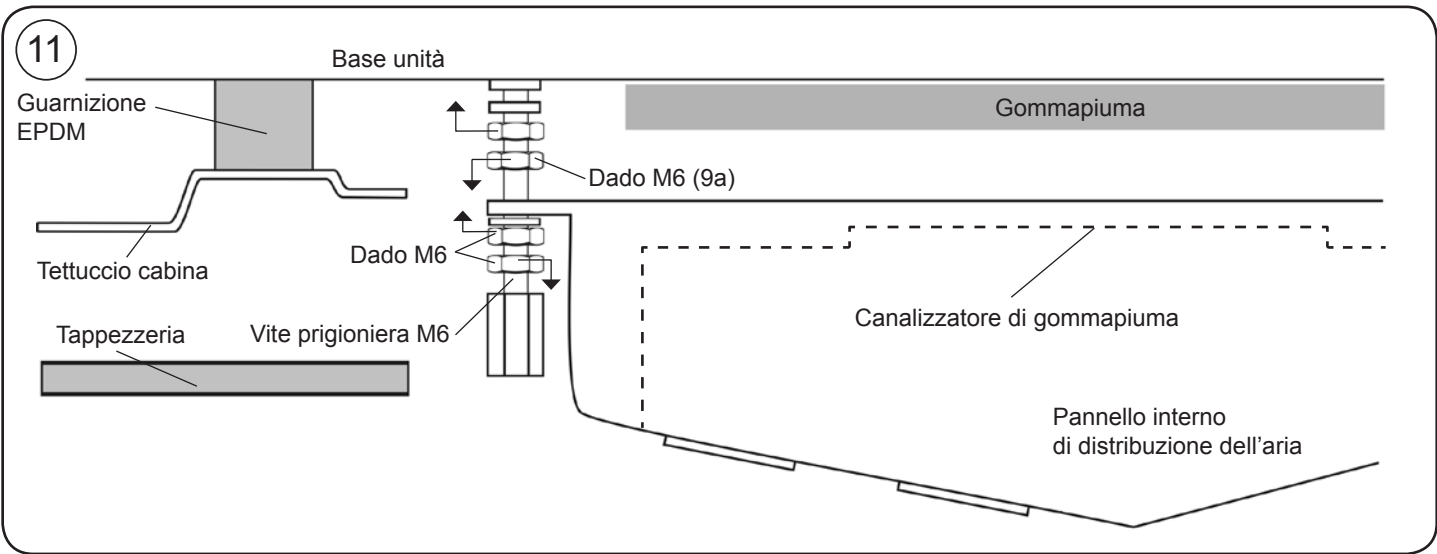 11
Base unità
Guarnizione
EPDM
Gommapiuma
Dado M6 (9a)
Tettuccio cabina
Dado M6
Canalizzatore di gommapiuma
Tappezzeria
Vite prigioniera M6
Pannello interno
di distribuzione dell’aria